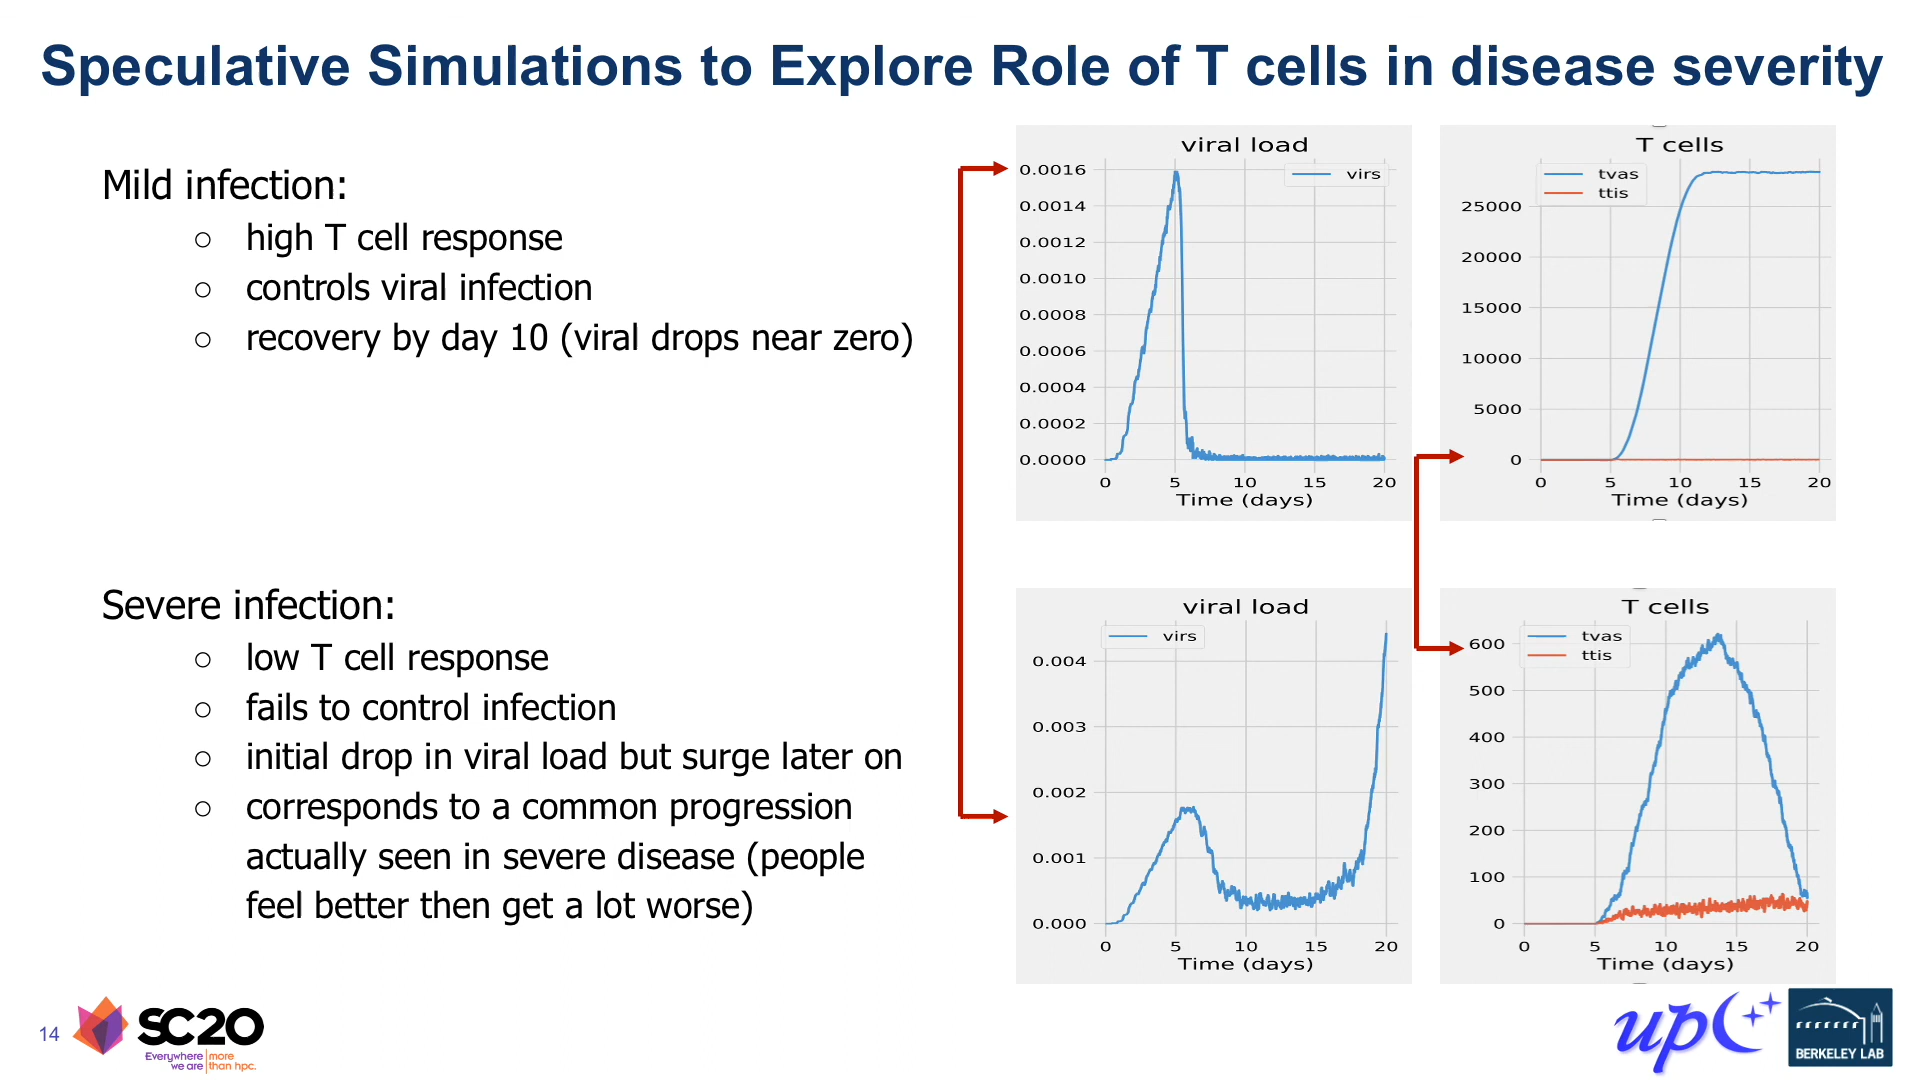 Speculative Simulations to Explore Role of T cells in disease severity
Mild infection:
○ high T cell response
○ controls viral infection
○ recovery by day 10 (viral drops near zero)
Severe infection:
○ low T cell response
○ fails to control infection
○ initial drop in viral load but surge later on
○ corresponds to a common progression
actually seen in severe disease (people
feel better then get a lot worse)
viral load
virs
0.0016
0.0014
0.0012
0.0010
0.0008
0.0006
0.0004
0.0002
0.0000
0 5 10 15 20
Time (days)
T cells
tvas
ttis
25000
20000
15000
10000
5000
0
0 5 10 15 20
Time (days)
viral load
virs
0.004
0.003
0.002
0.001
0.000
0 5 10 15 20
Time (days)
T cells
tvas
ttis
600
500
400
300
200
100
0
0 5 10 15 20
Time (days)
14
SC20
Everywhere more
we are than hpc.
upc++
BERKELEY LAB